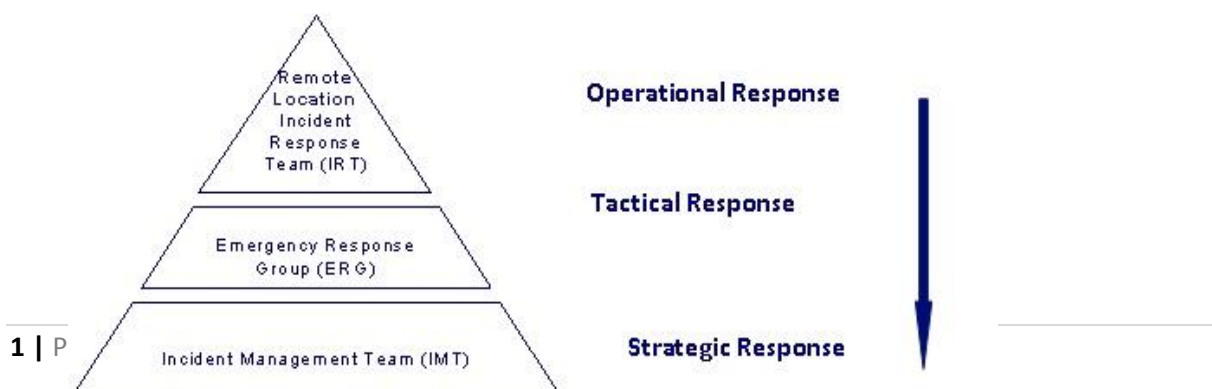 Remote
Location
Incident
Response
Team (IRT)
Operational Response
Tactical Response
Emergency Response
Group (ERG)
1 | P
Incident Management Team (IMT)
Strategic Response